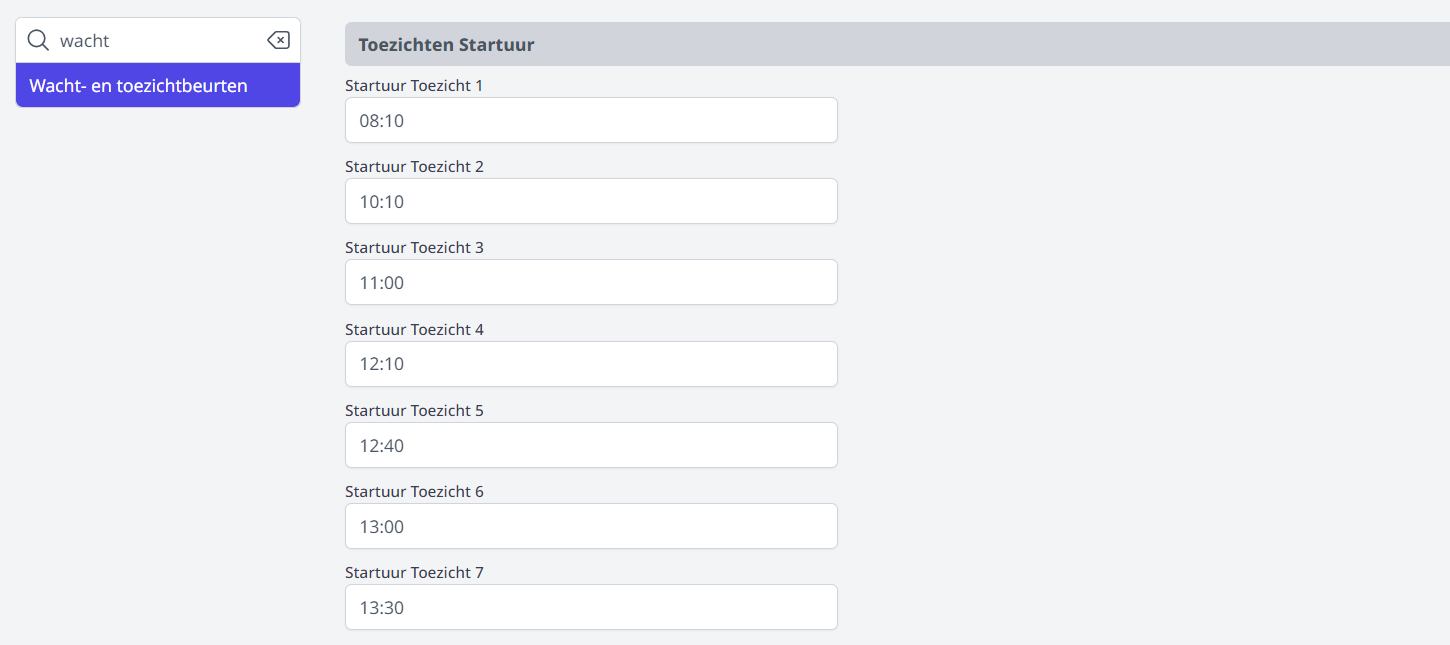 wacht
Wacht- en toezichtbeurten
Toezichten Startuur
Startuur Toezicht 1
08:10
Startuur Toezicht 2
10:10
Startuur Toezicht 3
11:00
Startuur Toezicht 4
12:10
Startuur Toezicht 5
12:40
Startuur Toezicht 6
13:00
Startuur Toezicht 7
13:30